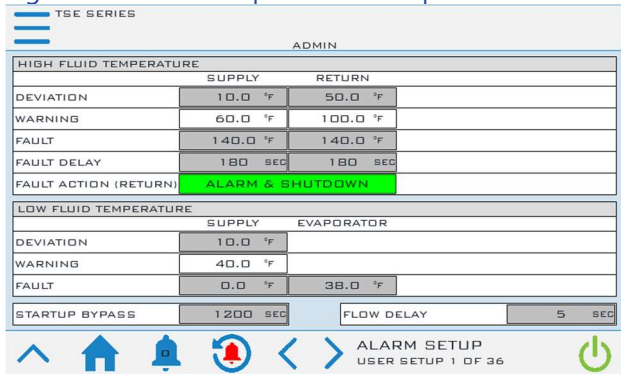 TSE SERIES
ADMIN
HIGH FLUID TEMPERATURE
SUPPLY RETURN
DEVIATION 10.0 °F 50.0 °F
WARNING 60.0 °F 100.0 °F
FAULT 140.0 °F 140.0 °F
FAULT DELAY 180 SEC 180 SEC
FAULT ACTION (RETURN) ALARM & SHUTDOWN
LOW FLUID TEMPERATURE
SUPPLY EVAPORATOR
DEVIATION 10.0 °F
WARNING 40.0 °F
FAULT 0.0 °F 38.0 °F
STARTUP BYPASS 1200 SEC FLOW DELAY 5 SEC
0
ALARM SETUP
USER SETUP 1 OF 36